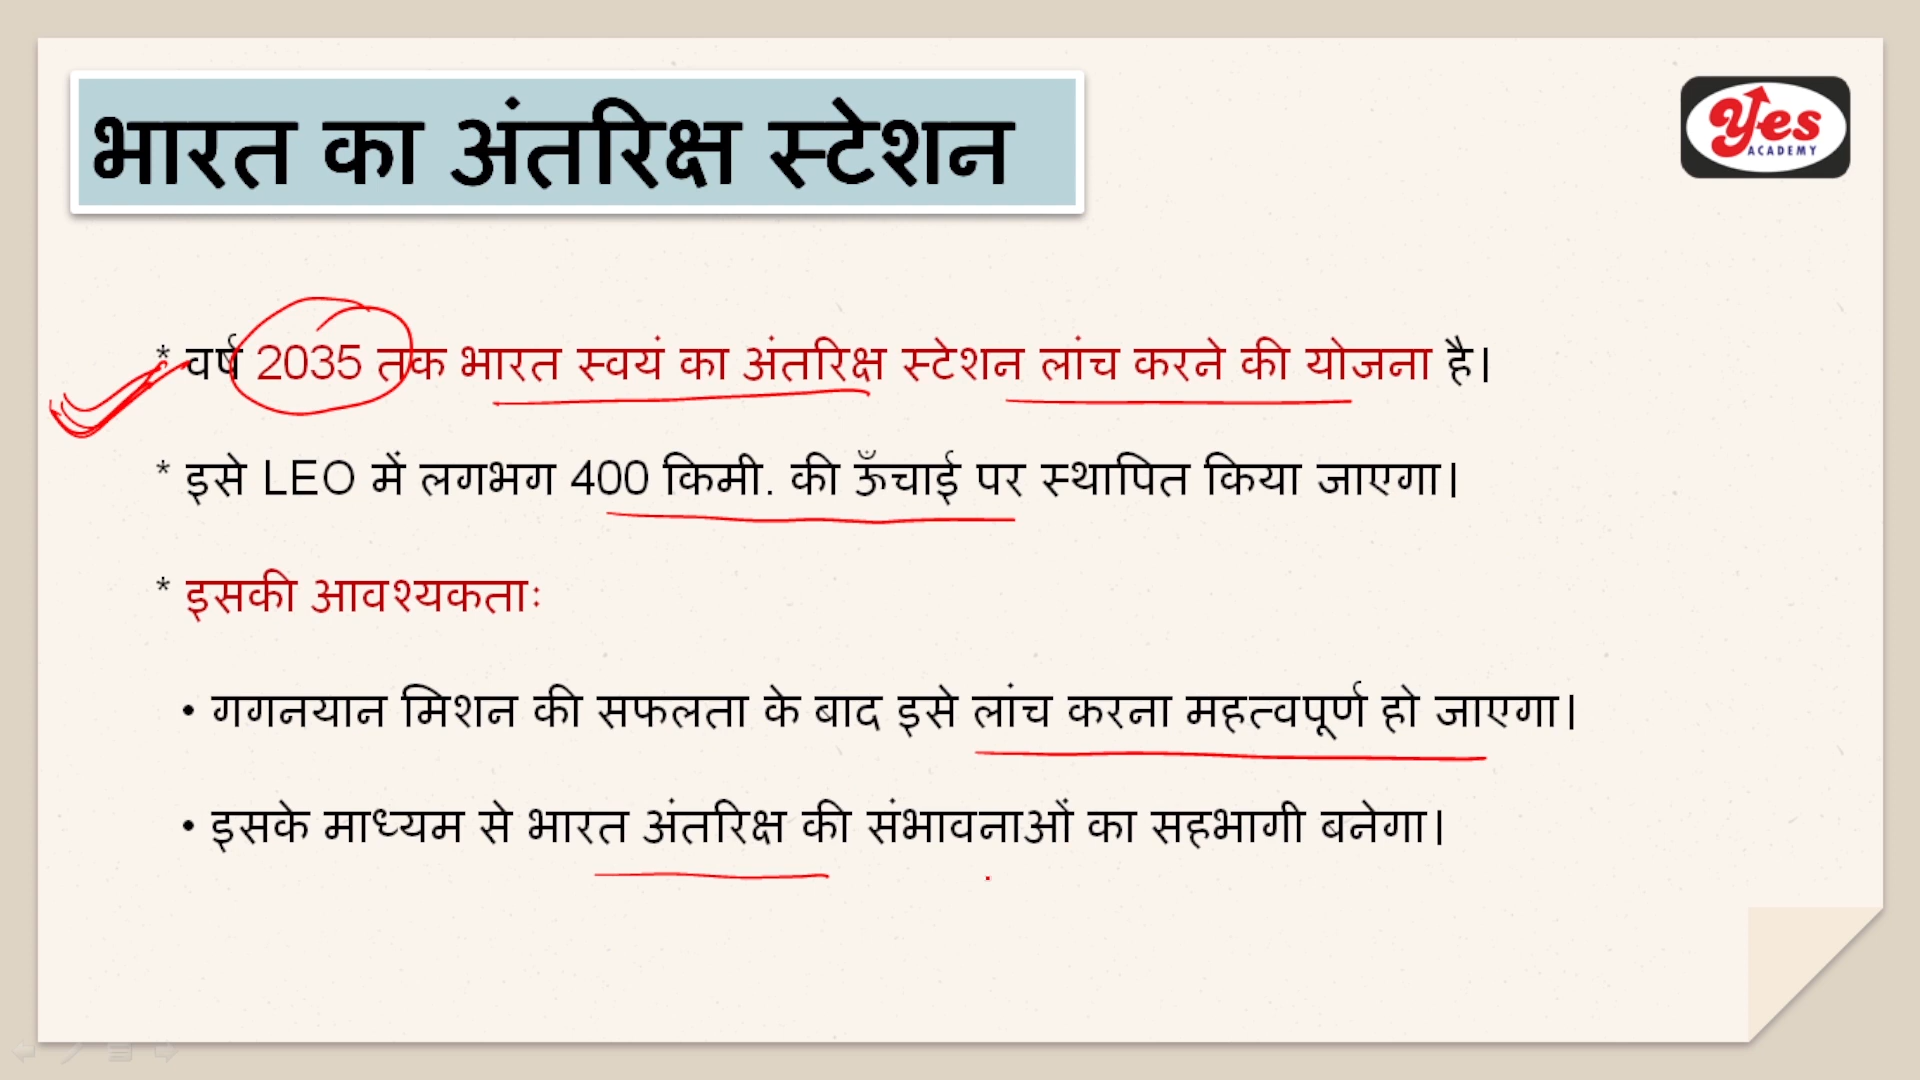 भारत का अंतरिक्ष स्टेशन
Yes
ACADEMY
* वर्ष 2035 तक भारत स्वयं का अंतरिक्ष स्टेशन लांच करने की योजना है।
* इसे LEO में लगभग 400 किमी. की ऊँचाई पर स्थापित किया जाएगा।
* इसकी आवश्यकताः
• गगनयान मिशन की सफलता के बाद इसे लांच करना महत्वपूर्ण हो जाएगा।
• इसके माध्यम से भारत अंतरिक्ष की संभावनाओं का सहभागी बनेगा।